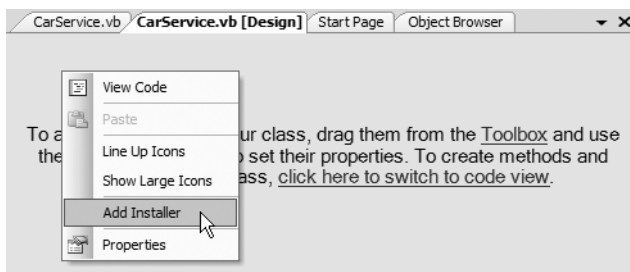 CarService.vb CarService.vb [Design] Start Page Object Browser
View Code
Paste
To a ur class, drag them from the Toolbox and use
the o set their properties. To create methods and
Line Up Icons
Show Large Icons
ass, click here to switch to code view.
Add Installer
Properties